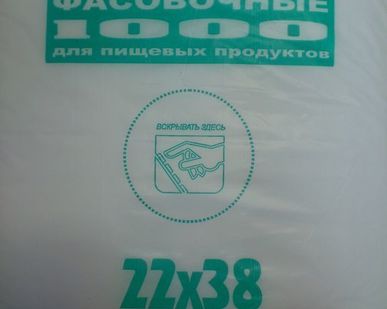 ФАСОВОЧНЫЕ
1000
для пищевых продуктов
ВСКРЫВАТЬ ЗДЕСЬ
22x38